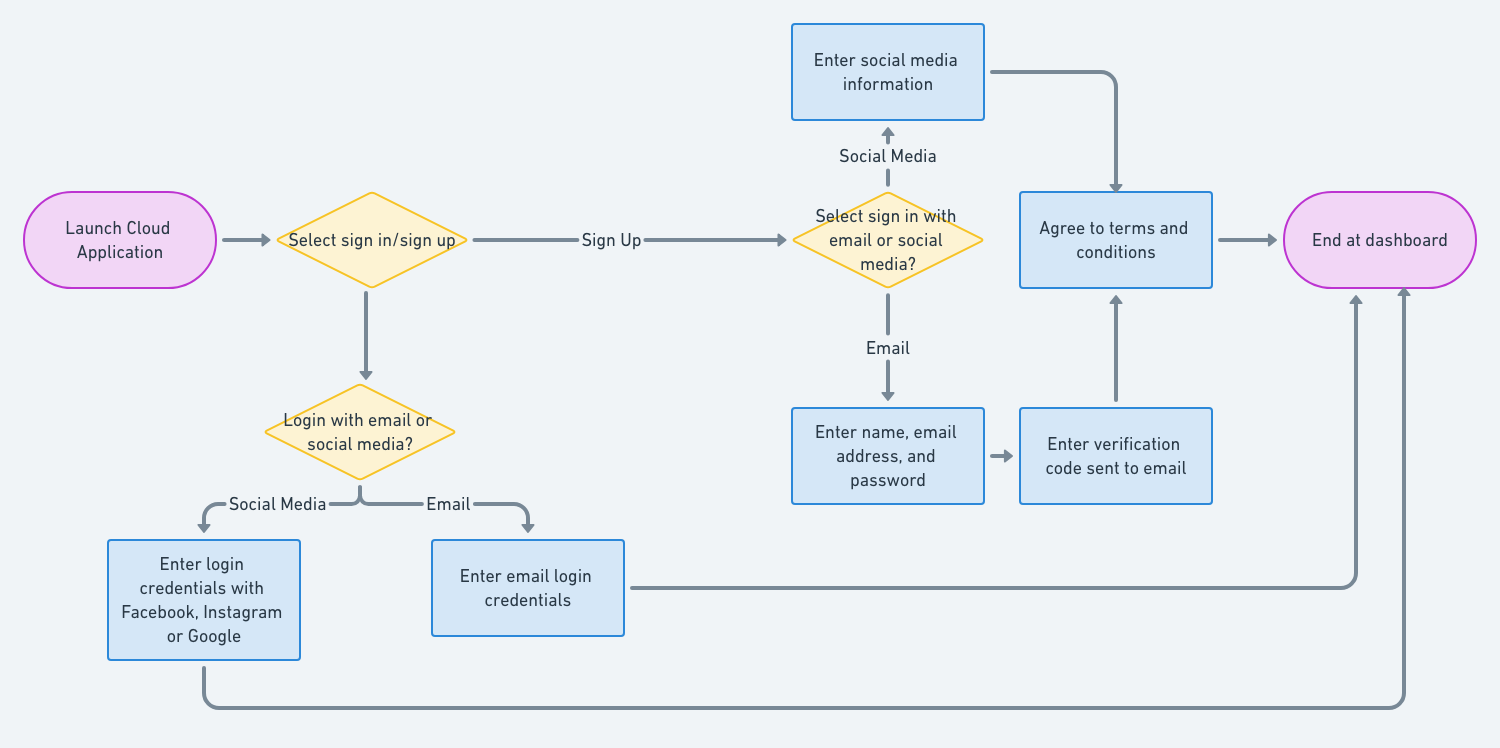 Enter social media
information
Social Media
Launch Cloud
Application
Select sign in/sign up
Sign Up
Select sign in with
email or social
media?
Agree to terms and
conditions
End at dashboard
Email
Login with email or
social media?
Enter name, email
address, and
password
Enter verification
code sent to email
Social Media
Email
Enter login
credentials with
Facebook, Instagram
or Google
Enter email login
credentials